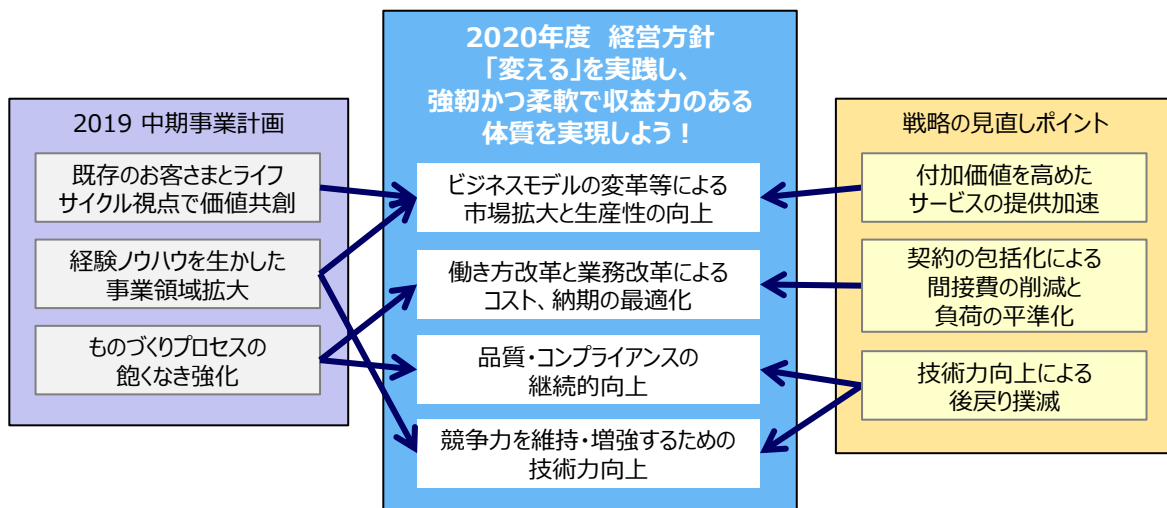 2019 中期事業計画
既存のお客さまとライフ
サイクル視点で価値共創
経験ノウハウを生かした
事業領域拡大
ものづくりプロセスの
飽くなき強化
2020年度 経営方針
「変える」を実践し、
強靭かつ柔軟で収益力のある
体質を実現しよう！
ビジネスモデルの変革等による
市場拡大と生産性の向上
働き方改革と業務改革による
コスト、納期の最適化
品質・コンプライアンスの
継続的向上
競争力を維持・増強するための
技術力向上
戦略の見直しポイント
付加価値を高めた
サービスの提供加速
契約の包括化による
間接費の削減と
負荷の平準化
技術力向上による
後戻り撲滅